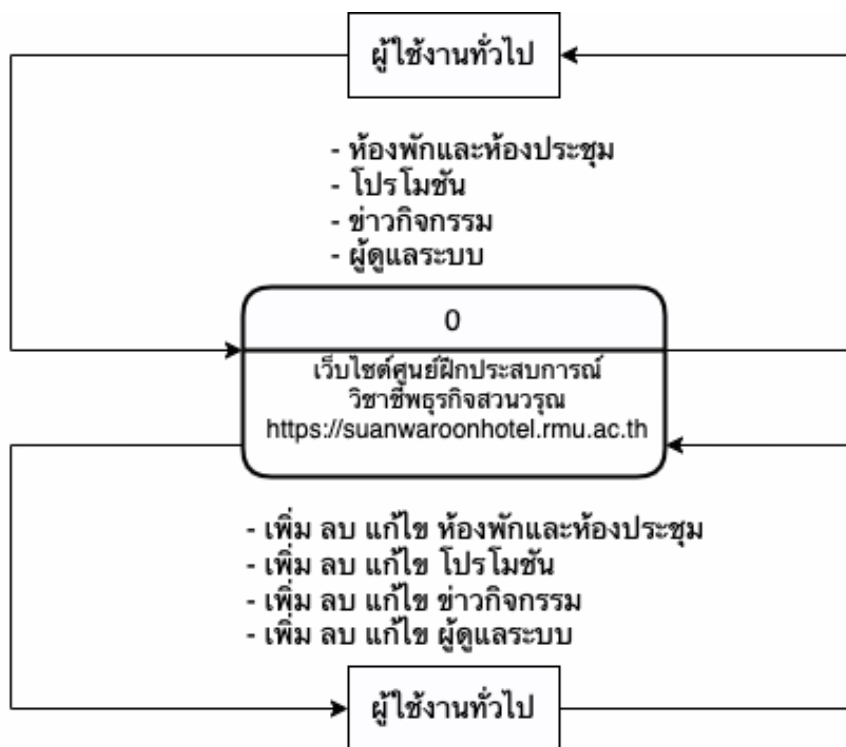 ผู้ใช้งานทั่วไป
- ห้องพักและห้องประชุม
- โปรโมชัน
- ข่าวกิจกรรม
- ผู้ดูแลระบบ
0
เว็บไซต์ศูนย์ฝึกประสบการณ์
วิชาชีพธุรกิจสวนวรุณ
https://suanwaroonhotel.rmu.ac.th
- เพิ่ม ลบ แก้ไข ห้องพักและห้องประชุม
- เพิ่ม ลบ แก้ไข โปรโมชัน
- เพิ่ม ลบ แก้ไข ข่าวกิจกรรม
- เพิ่ม ลบ แก้ไข ผู้ดูแลระบบ
ผู้ใช้งานทั่วไป